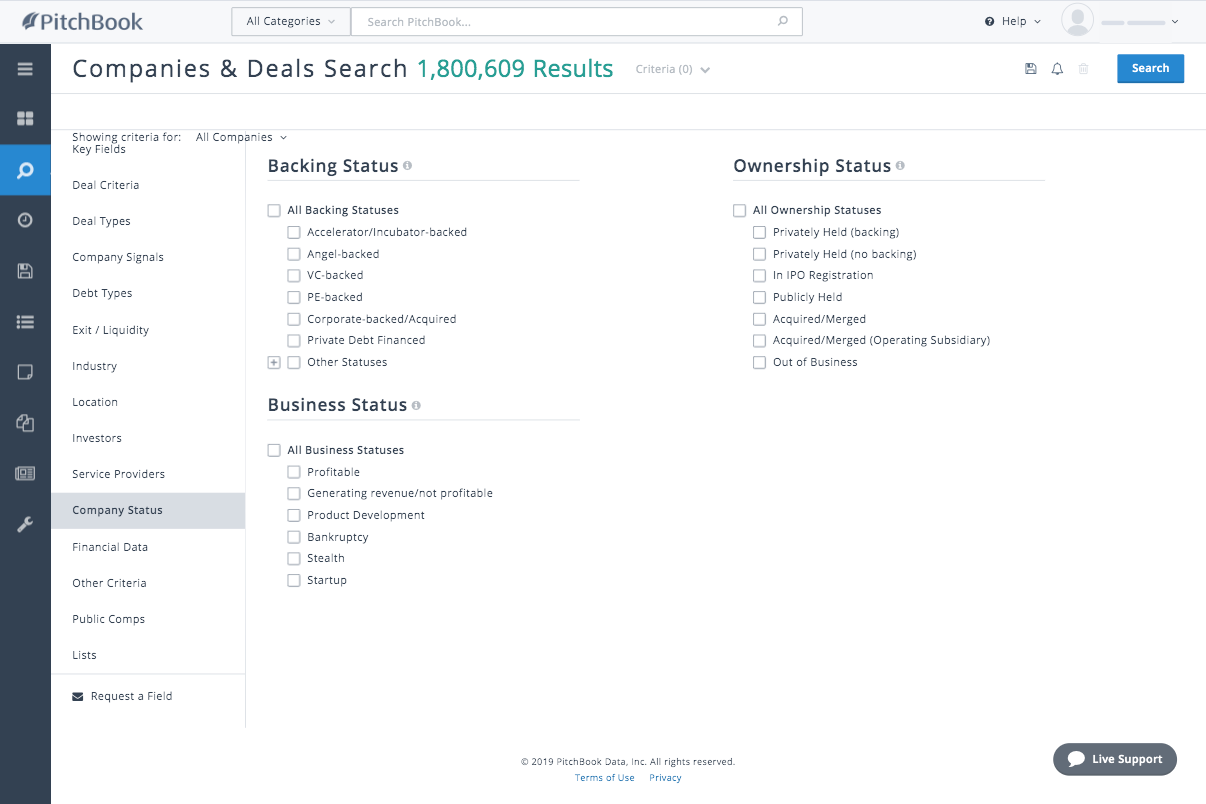 PitchBook
All Categories
Search PitchBook...
Help
Companies & Deals Search 1,800,609 Results
Criteria (0)
Search
Showing criteria for: All Companies
Key Fields
Deal Criteria
Deal Types
Company Signals
Debt Types
Exit / Liquidity
Industry
Location
Investors
Service Providers
Company Status
Financial Data
Other Criteria
Public Comps
Lists
Request a Field
Backing Status
All Backing Statuses
Accelerator/Incubator-backed
Angel-backed
VC-backed
PE-backed
Corporate-backed/Acquired
Private Debt Financed
Other Statuses
Business Status
All Business Statuses
Profitable
Generating revenue/not profitable
Product Development
Bankruptcy
Stealth
Startup
Ownership Status
All Ownership Statuses
Privately Held (backing)
Privately Held (no backing)
In IPO Registration
Publicly Held
Acquired/Merged
Acquired/Merged (Operating Subsidiary)
Out of Business
© 2019 PitchBook Data, Inc. All rights reserved.
Terms of Use Privacy
Live Support